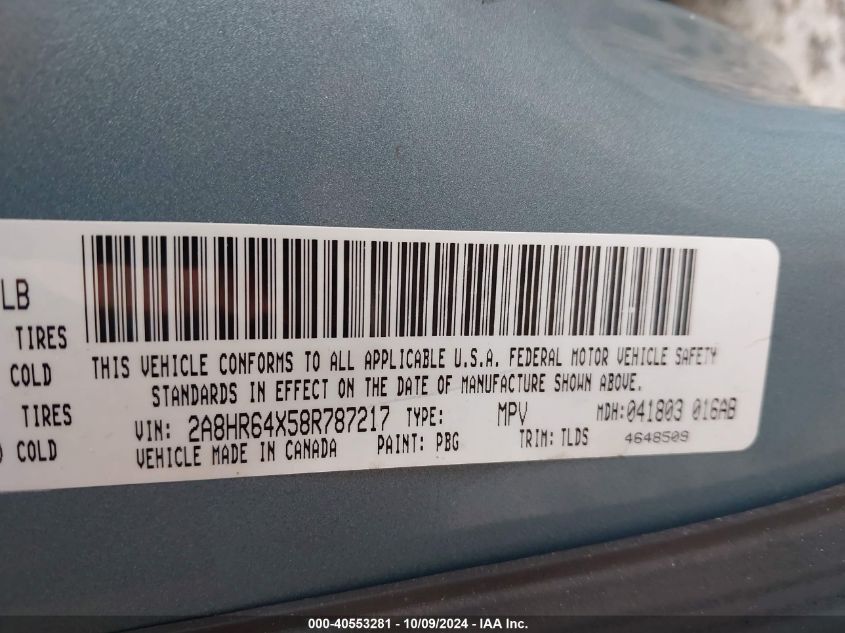 LB
TIRES
COLD
TIRES
COLD
THIS VEHICLE CONFORMS TO ALL APPLICABLE U.S.A. FEDERAL MOTOR VEHICLE SAFETY
STANDARDS IN EFFECT ON THE DATE OF MANUFACTURE SHOWN ABOVE.
VIN: 2A8HR64X58R787217 TYPE: MPV MDH:041803 016AB
VEHICLE MADE IN CANADA PAINT: PBG TRIM: TLDS 4648509
000-40553281 - 10/09/2024 - IAA Inc.